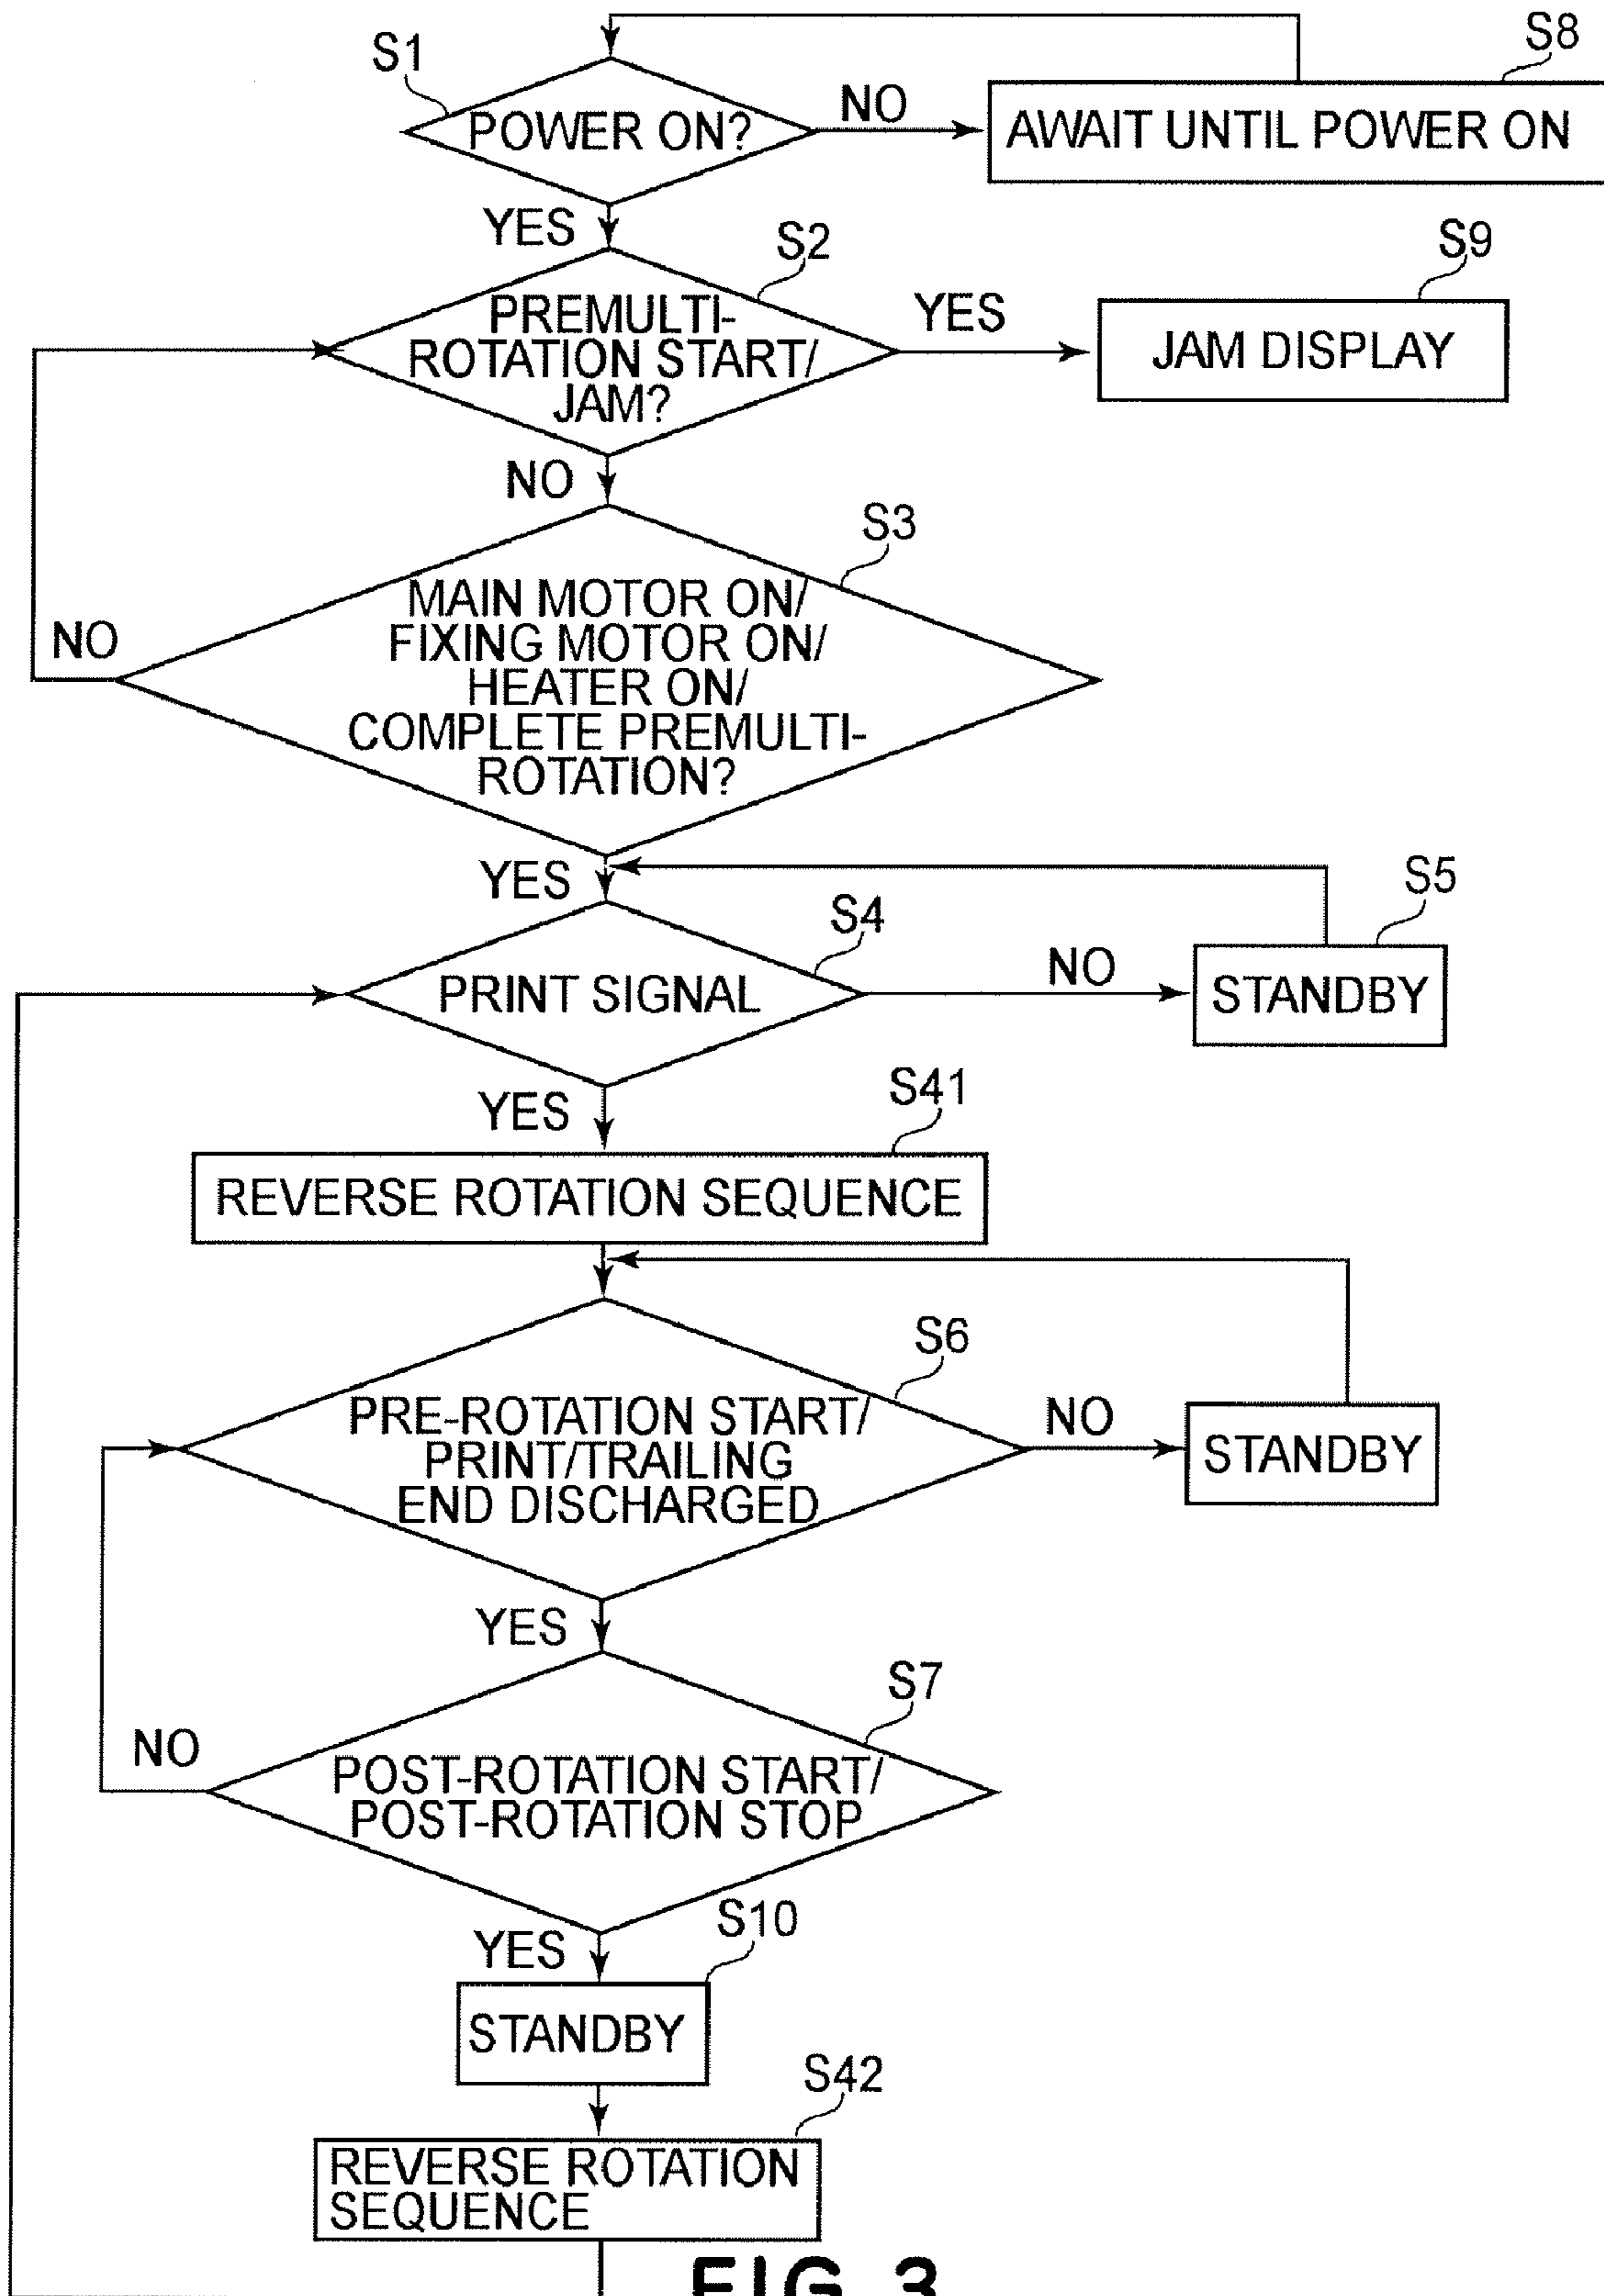 S1
POWER ON?
NO
S8
AWAIT UNTIL POWER ON
YES
S2
PREMULTI-
ROTATION START/
JAM?
YES
S9
JAM DISPLAY
NO
S3
MAIN MOTOR ON/
FIXING MOTOR ON/
HEATER ON/
COMPLETE PREMULTI-
ROTATION?
NO
YES
S4
PRINT SIGNAL
NO
S5
STANDBY
YES
S41
REVERSE ROTATION SEQUENCE
S6
PRE-ROTATION START/
PRINT/TRAILING
END DISCHARGED
NO
STANDBY
YES
S7
POST-ROTATION START/
POST-ROTATION STOP
NO
YES
S10
STANDBY
S42
REVERSE ROTATION
SEQUENCE
FIG. 3